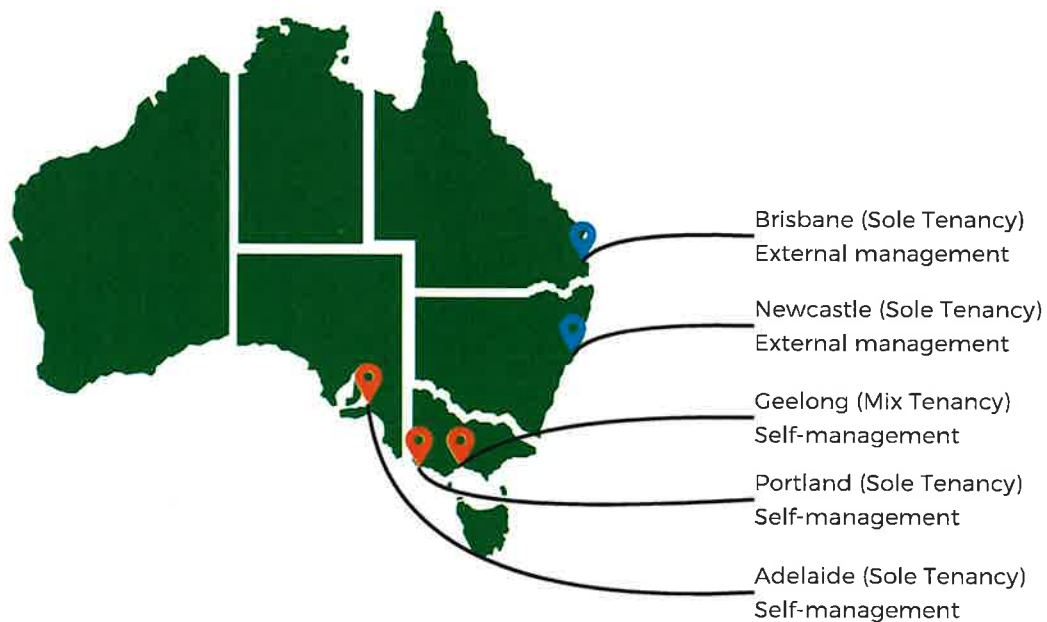 Brisbane (Sole Tenancy)
External management
Newcastle (Sole Tenancy)
External management
Geelong (Mix Tenancy)
Self-management
Portland (Sole Tenancy)
Self-management
Adelaide (Sole Tenancy)
Self-management